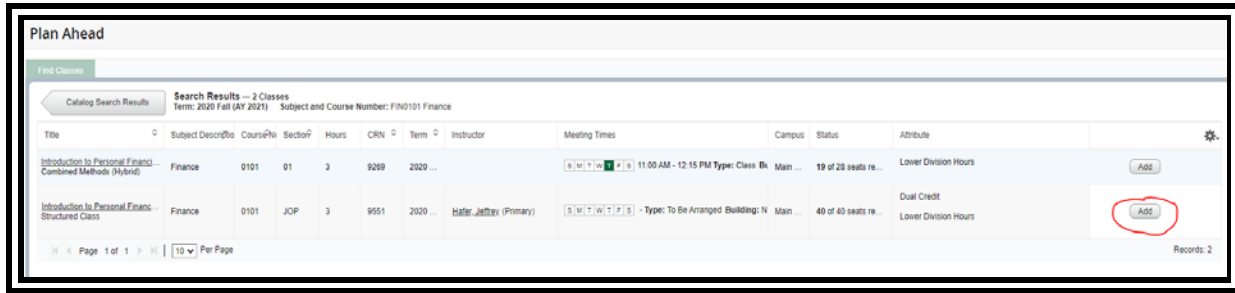 Plan Ahead
Find Classes
Catalog Search Results
Search Results — 2 Classes
Term: 2020 Fall (AY 2021) Subject and Course Number: FIN0101 Finance
Title Subject Descriptio Course Nu Section Hours CRN Term Instructor Meeting Times Campus Status Attribute
Introduction to Personal Financi...
Combined Methods (Hybrid)
Finance 0101 01 3 9269 2020 ... S M T W T F S 11:00 AM - 12:15 PM Type: Class Bu Main ... 19 of 28 seats re... Lower Division Hours Add
Introduction to Personal Financ...
Structured Class
Finance 0101 JOP 3 9551 2020 ... Hafer, Jeffrey (Primary) S M T W T F S - Type: To Be Arranged Building: N Main ... 40 of 40 seats re... Dual Credit
Lower Division Hours
Add
Page 1 of 1 10 Per Page Records: 2